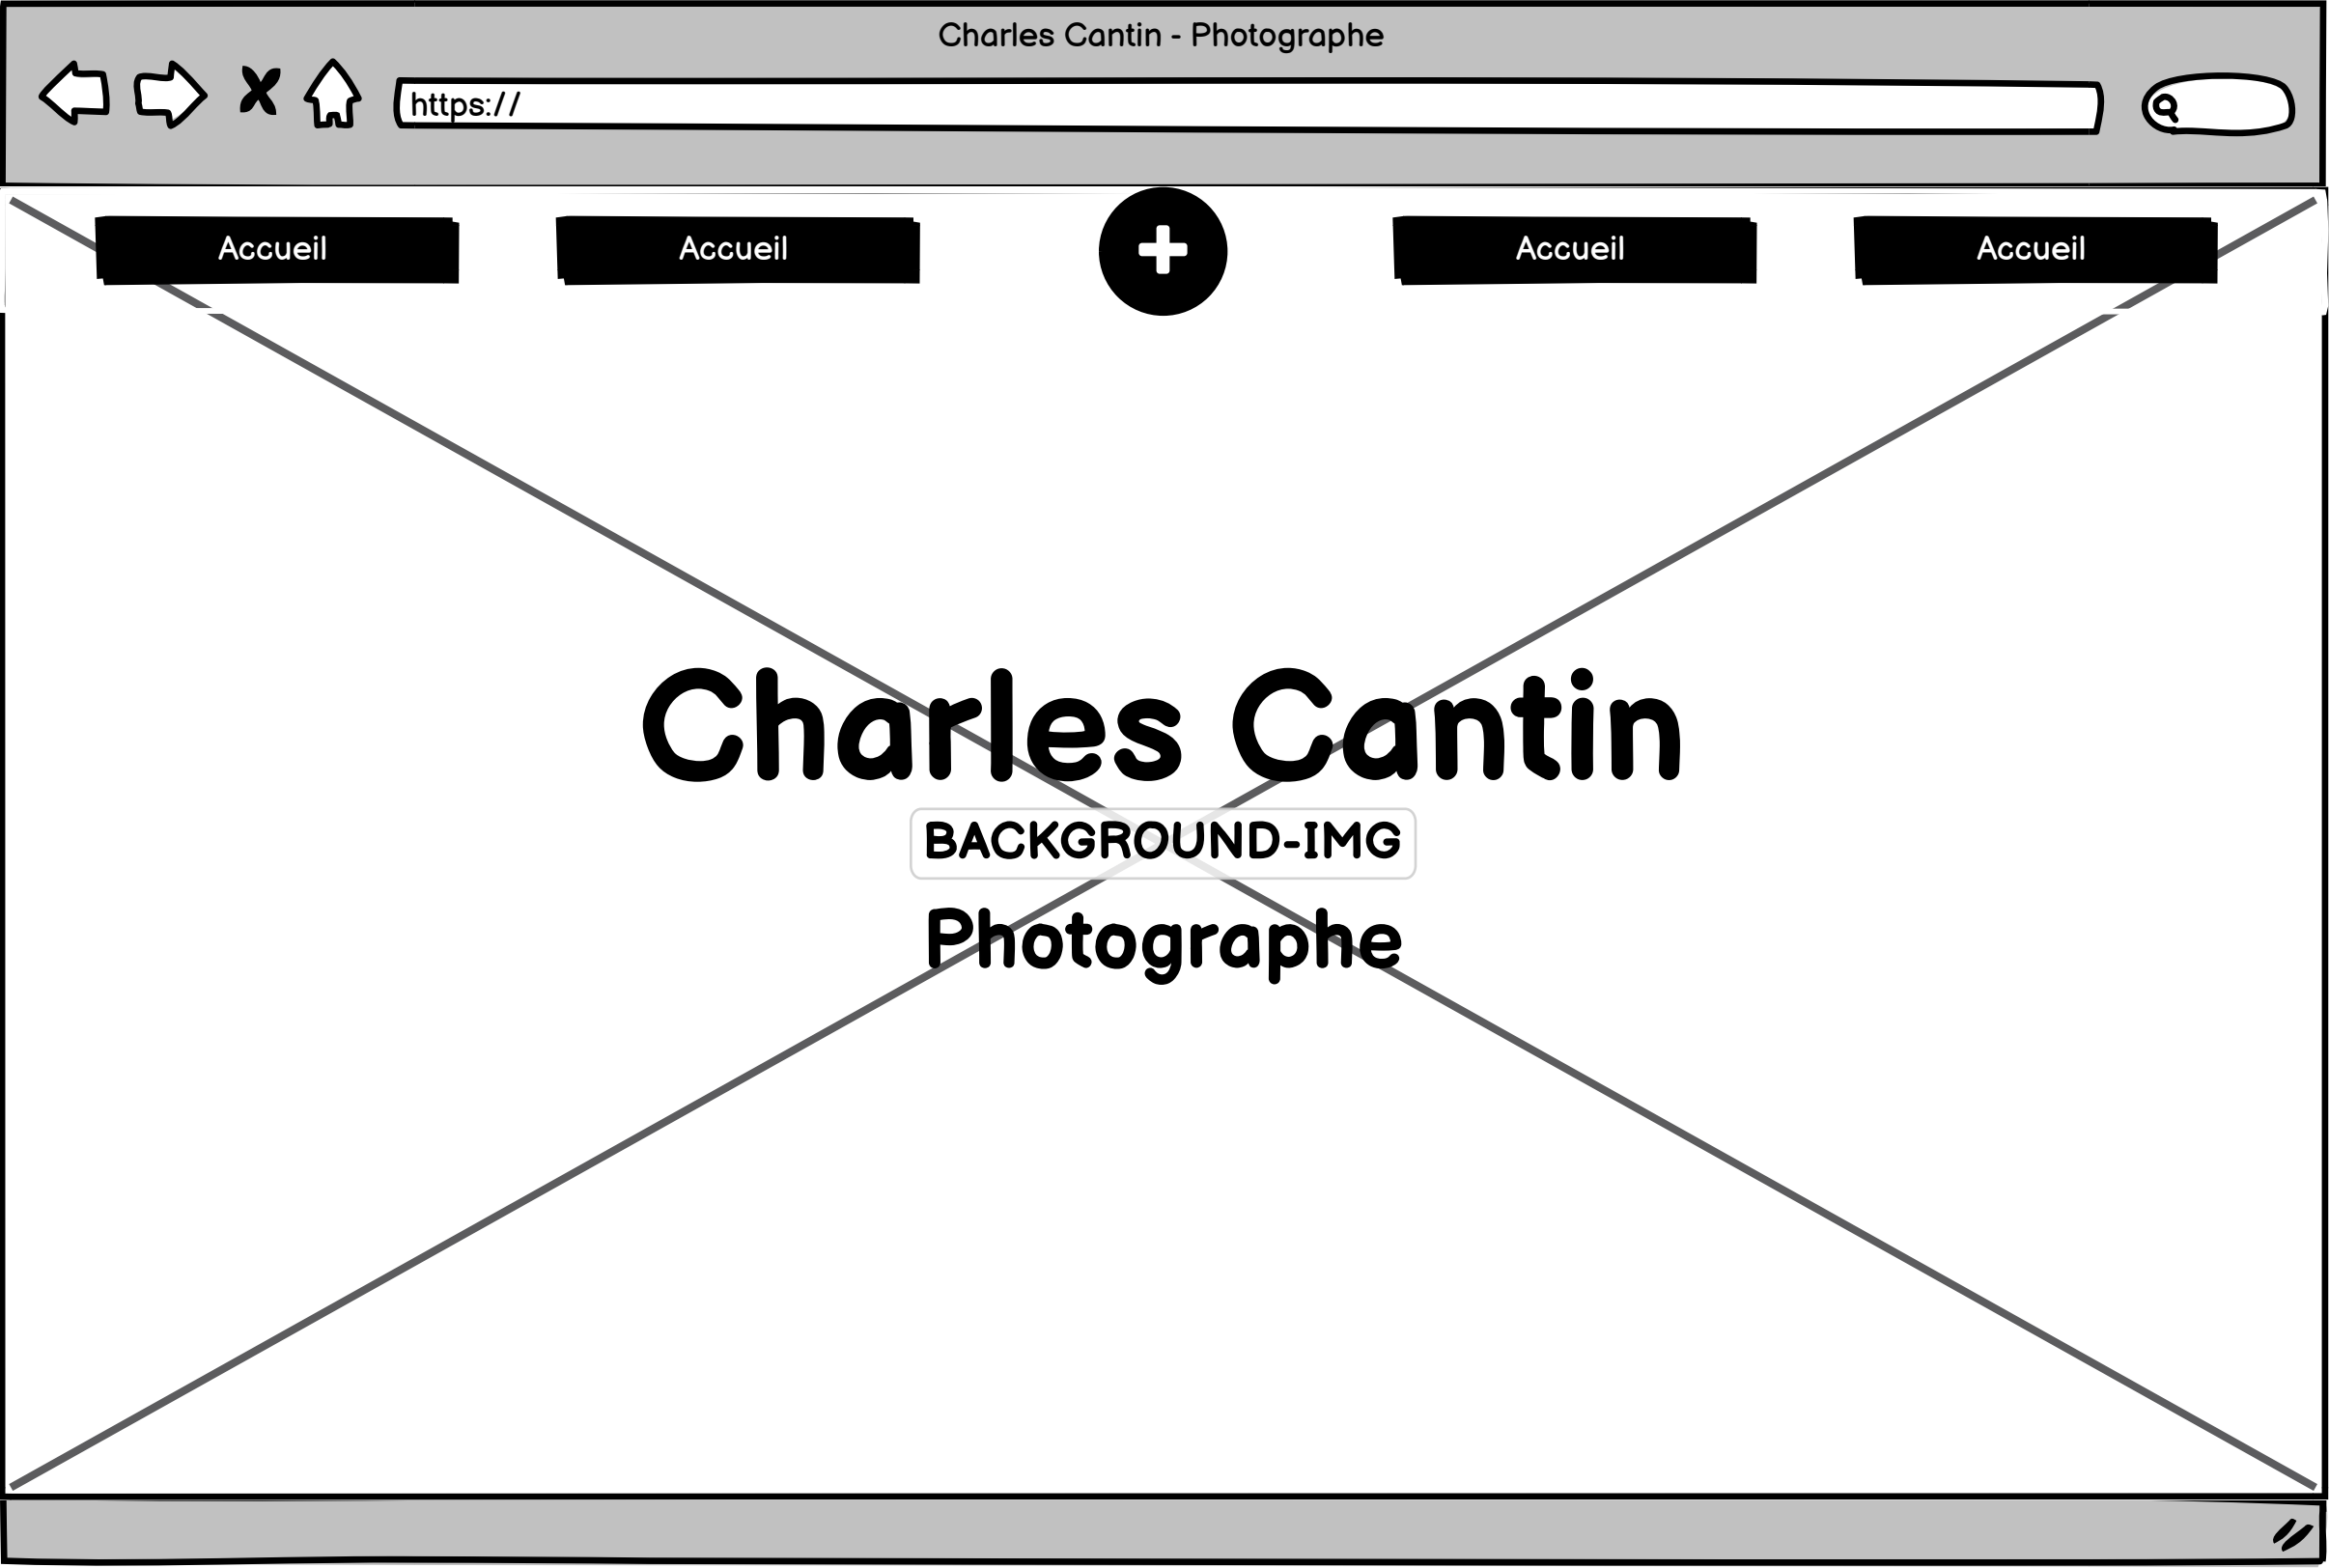 Charles Cantin - Photographe
https://
Accueil Accueil Accueil Accueil
Charles Cantin
BACKGROUND-IMG
Photographe